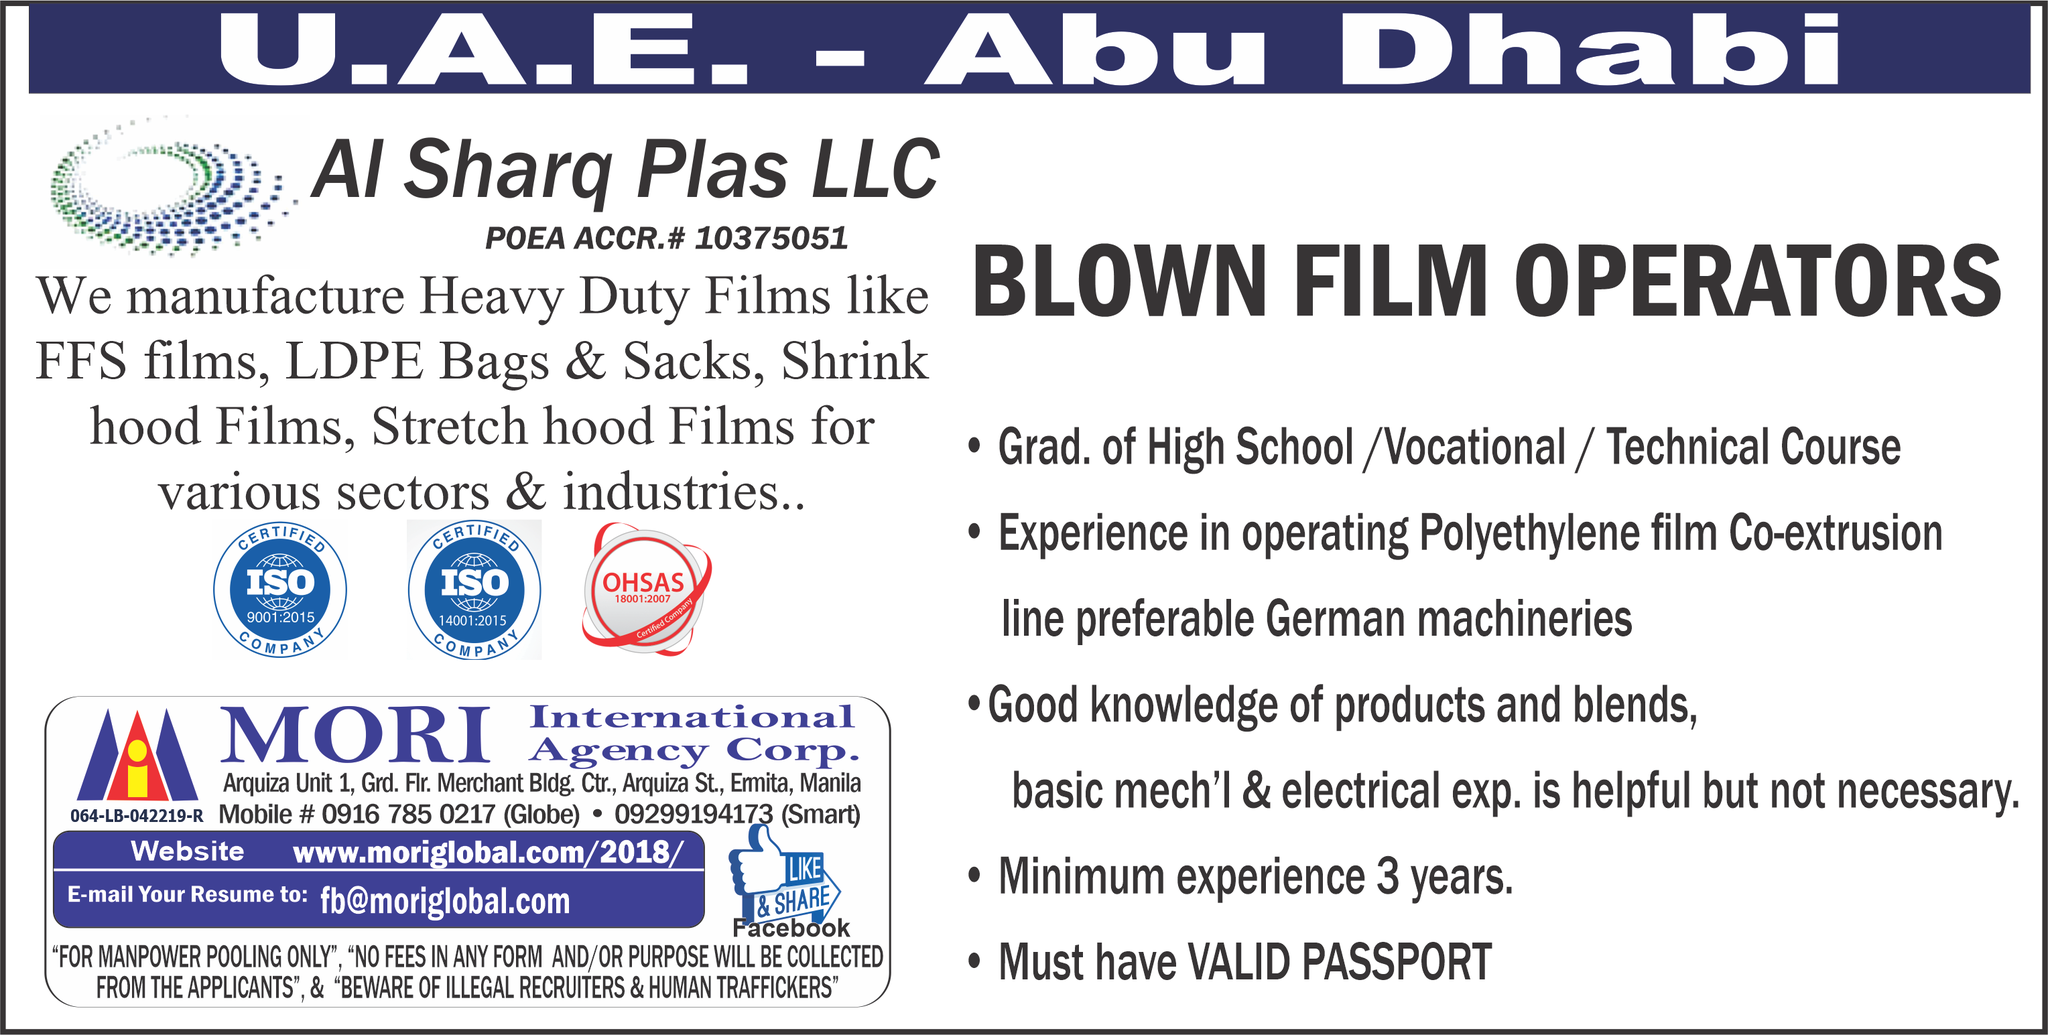 U.A.E. - Abu Dhabi
Al Sharq Plas LLC
POEA ACCR.# 10375051
We manufacture Heavy Duty Films like
FFS films, LDPE Bags & Sacks, Shrink
hood Films, Stretch hood Films for
various sectors & industries..
CERTIFIED
ISO
9001:2015
COMPANY
CERTIFIED
ISO
14001:2015
COMPANY
OHSAS
18001:2007
Certified Company
MORI International
Agency Corp.
Arquiza Unit 1, Grd. Flr. Merchant Bldg. Ctr., Arquiza St., Ermita, Manila
064-LB-042219-R
Mobile # 0916 785 0217 (Globe) • 09299194173 (Smart)
Website www.moriglobal.com/2018/
E-mail Your Resume to: fb@moriglobal.com
LIKE
& SHARE
Facebook
“FOR MANPOWER POOLING ONLY”, “NO FEES IN ANY FORM AND/OR PURPOSE WILL BE COLLECTED
FROM THE APPLICANTS”, & “BEWARE OF ILLEGAL RECRUITERS & HUMAN TRAFFICKERS”
BLOWN FILM OPERATORS
• Grad. of High School /Vocational / Technical Course
• Experience in operating Polyethylene film Co-extrusion
line preferable German machineries
• Good knowledge of products and blends,
basic mech’l & electrical exp. is helpful but not necessary.
• Minimum experience 3 years.
• Must have VALID PASSPORT